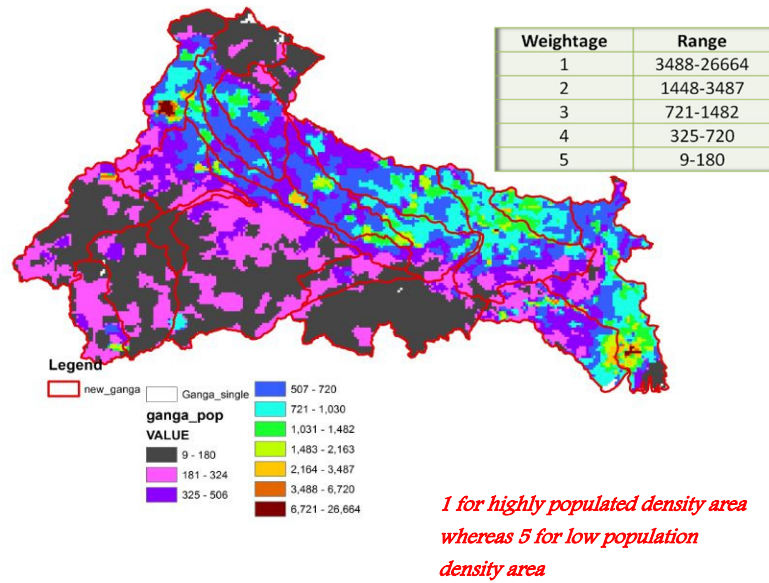 Weightage Range
1 3488-26664
2 1448-3487
3 721-1482
4 325-720
5 9-180
Legend
new_ganga
Ganga_single
ganga_pop
VALUE
9 - 180
181 - 324
325 - 506
507 - 720
721 - 1,030
1,031 - 1,482
1,483 - 2,163
2,164 - 3,487
3,488 - 6,720
6,721 - 26,664
1 for highly populated density area
whereas 5 for low population
density area